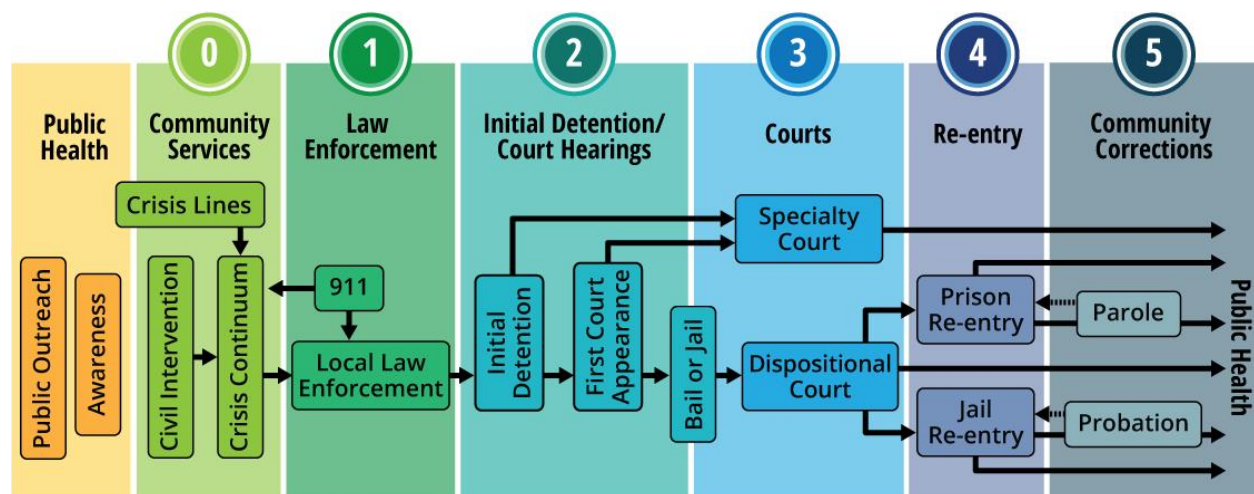 0
1
2
3
4
5
Public
Health
Community
Services
Law
Enforcement
Initial Detention/
Court Hearings
Courts
Re-entry
Community
Corrections
Public Outreach
Awareness
Crisis Lines
Civil Intervention
Crisis Continuum
911
Local Law
Enforcement
Initial
Detention
First Court
Appearance
Bail or Jail
Specialty
Court
Dispositional
Court
Prison
Re-entry
Jail
Re-entry
Parole
Probation
Public Health